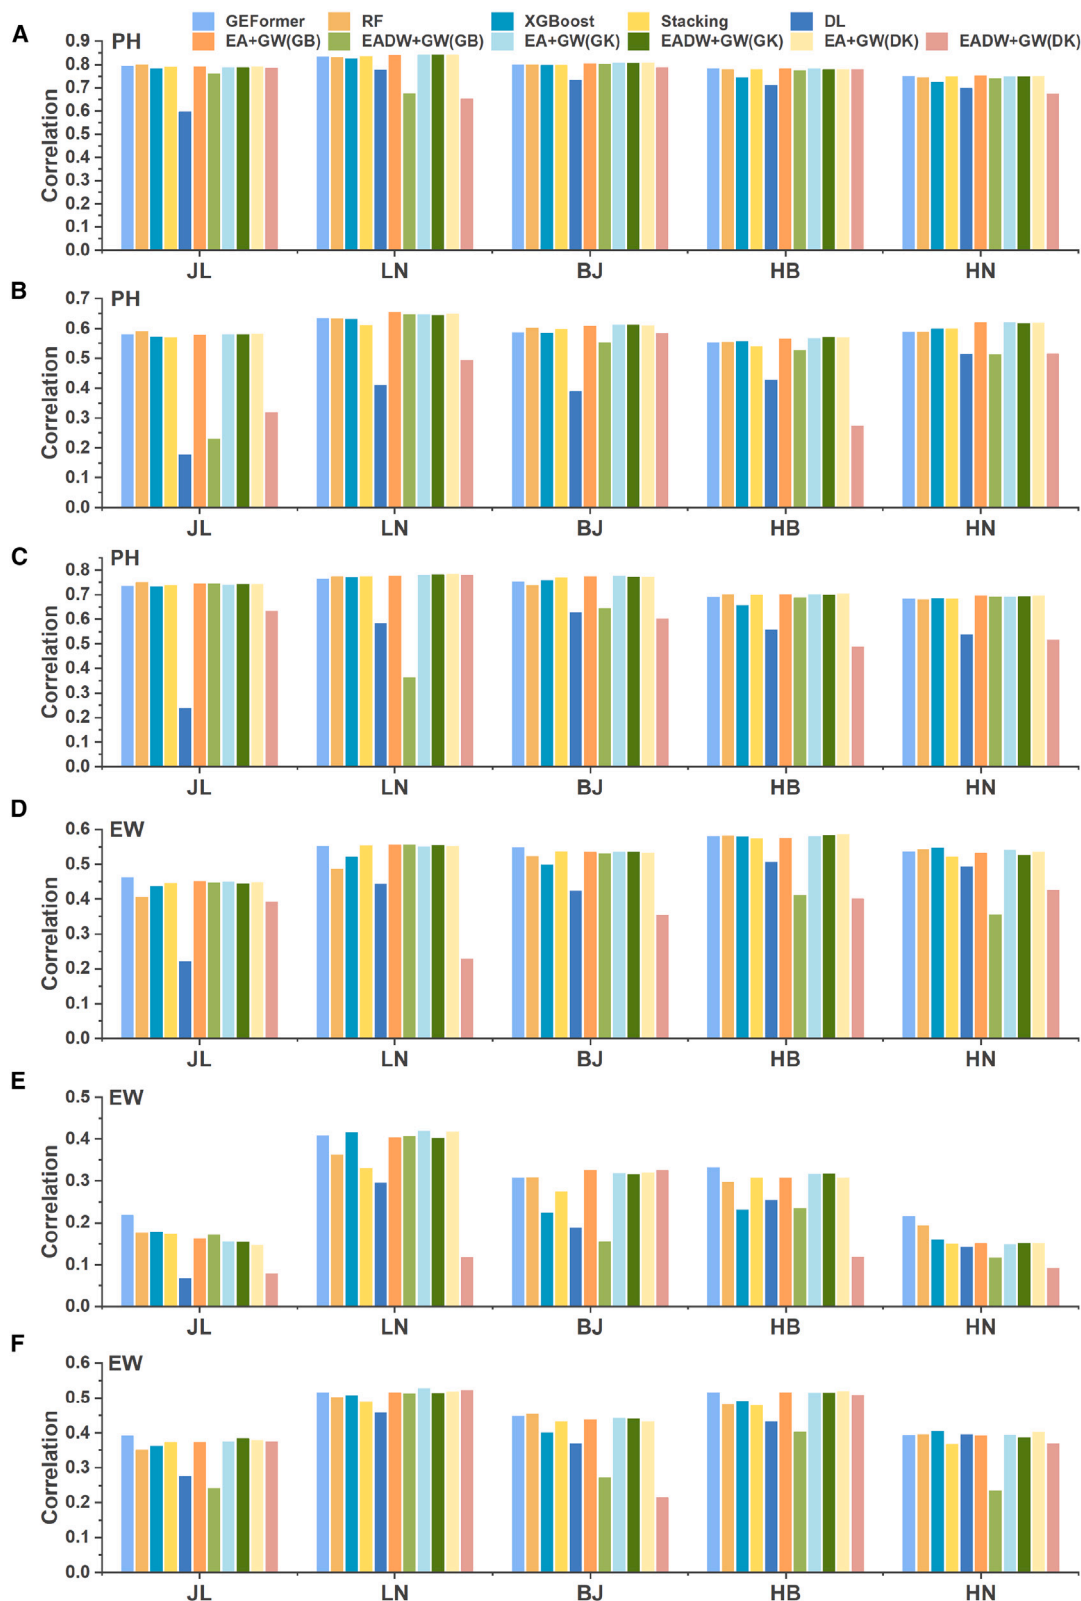 GEFormer RF XGBoost Stacking DL
EA+GW(GB) EADW+GW(GB) EA+GW(GK) EADW+GW(GK) EA+GW(DK) EADW+GW(DK)
A
PH
Correlation
0.9
0.8
0.7
0.6
0.5
0.4
0.3
0.2
0.1
0.0
JL LN BJ HB HN
B
PH
Correlation
0.7
0.6
0.5
0.4
0.3
0.2
0.1
0.0
JL LN BJ HB HN
C
PH
Correlation
0.8
0.7
0.6
0.5
0.4
0.3
0.2
0.1
0.0
JL LN BJ HB HN
D
EW
Correlation
0.6
0.5
0.4
0.3
0.2
0.1
0.0
JL LN BJ HB HN
E
EW
Correlation
0.5
0.4
0.3
0.2
0.1
0.0
JL LN BJ HB HN
F
EW
Correlation
0.6
0.5
0.4
0.3
0.2
0.1
0.0
JL LN BJ HB HN